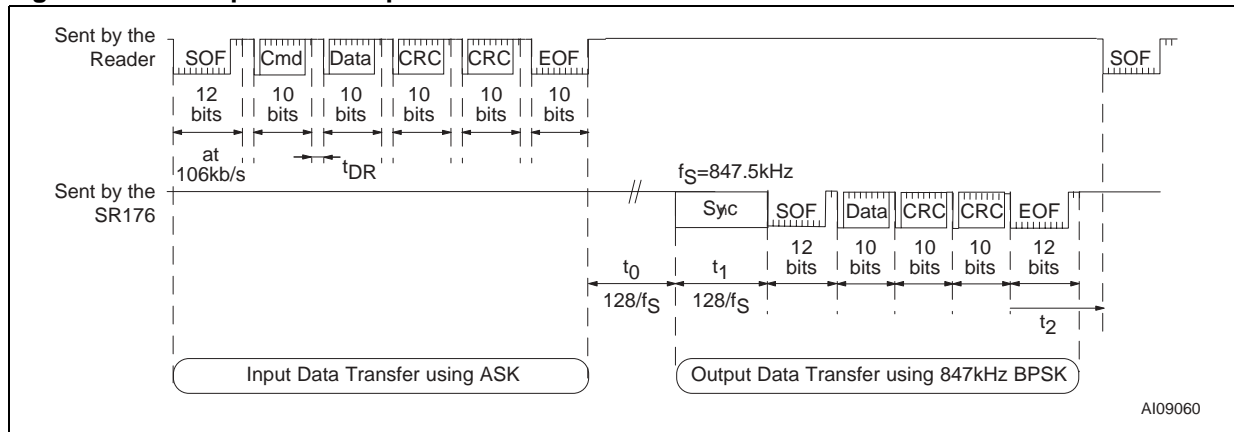 Sent by the
Reader
SOF Cmd Data CRC CRC EOF SOF
12 bits 10 bits 10 bits 10 bits 10 bits 10 bits
at
106kb/s
tDR
fS=847.5kHz
Sent by the
SR176
Sync SOF Data CRC CRC EOF
12 bits 10 bits 10 bits 10 bits 12 bits
t0 t1
128/fS 128/fS
t2
Input Data Transfer using ASK
Output Data Transfer using 847kHz BPSK
AI09060